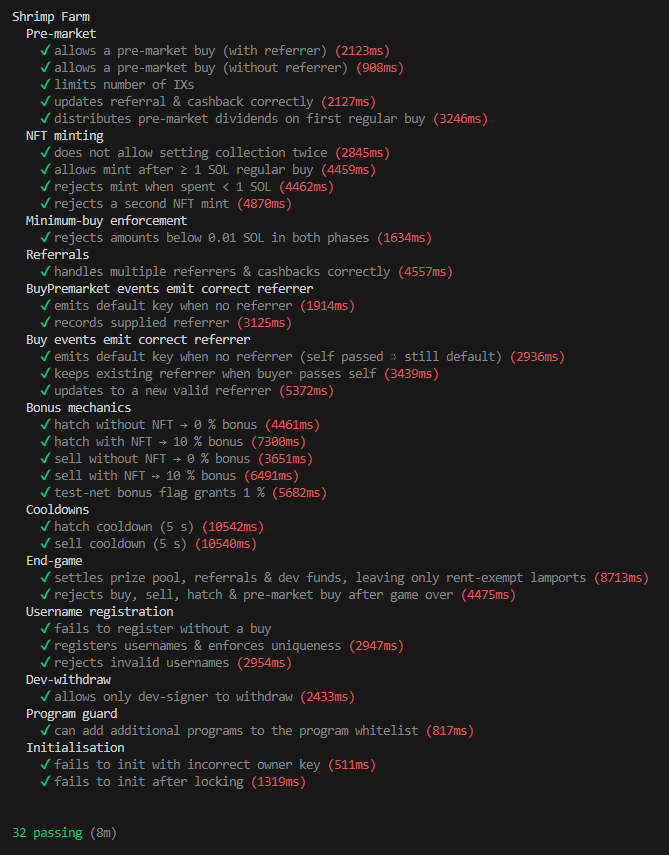 Shrimp Farm
Pre-market
✓ allows a pre-market buy (with referrer) (2123ms)
✓ allows a pre-market buy (without referrer) (908ms)
✓ limits number of IXs
✓ updates referral & cashback correctly (2127ms)
✓ distributes pre-market dividends on first regular buy (3246ms)
NFT minting
✓ does not allow setting collection twice (2845ms)
✓ allows mint after ≥ 1 SOL regular buy (4459ms)
✓ rejects mint when spent < 1 SOL (4462ms)
✓ rejects a second NFT mint (4870ms)
Minimum-buy enforcement
✓ rejects amounts below 0.01 SOL in both phases (1634ms)
Referrals
✓ handles multiple referrers & cashbacks correctly (4557ms)
BuyPremarket events emit correct referrer
✓ emits default key when no referrer (1914ms)
✓ records supplied referrer (3125ms)
Buy events emit correct referrer
✓ emits default key when no referrer (self passed ⇒ still default) (2936ms)
✓ keeps existing referrer when buyer passes self (3439ms)
✓ updates to a new valid referrer (5372ms)
Bonus mechanics
✓ hatch without NFT → 0 % bonus (4461ms)
✓ hatch with NFT → 10 % bonus (7300ms)
✓ sell without NFT → 0 % bonus (3651ms)
✓ sell with NFT → 10 % bonus (6491ms)
✓ test-net bonus flag grants 1 % (5682ms)
Cooldowns
✓ hatch cooldown (5 s) (10542ms)
✓ sell cooldown (5 s) (10540ms)
End-game
✓ settles prize pool, referrals & dev funds, leaving only rent-exempt lamports (8713ms)
✓ rejects buy, sell, hatch & pre-market buy after game over (4475ms)
Username registration
✓ fails to register without a buy
✓ registers usernames & enforces uniqueness (2947ms)
✓ rejects invalid usernames (2954ms)
Dev-withdraw
✓ allows only dev-signer to withdraw (2433ms)
Program guard
✓ can add additional programs to the program whitelist (817ms)
Initialisation
✓ fails to init with incorrect owner key (511ms)
✓ fails to init after locking (1319ms)
32 passing (8m)